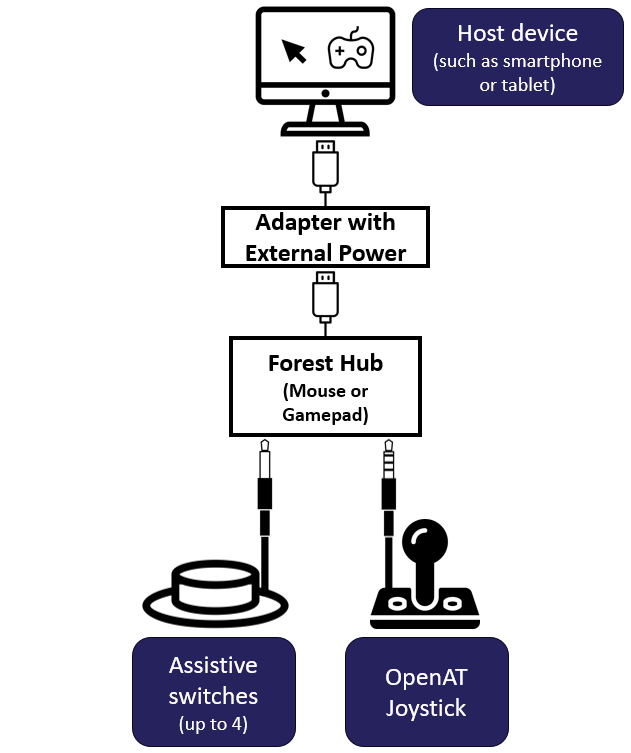 Host device
(such as smartphone
or tablet)
Adapter with
External Power
Forest Hub
(Mouse or
Gamepad)
Assistive
switches
(up to 4)
OpenAT
Joystick